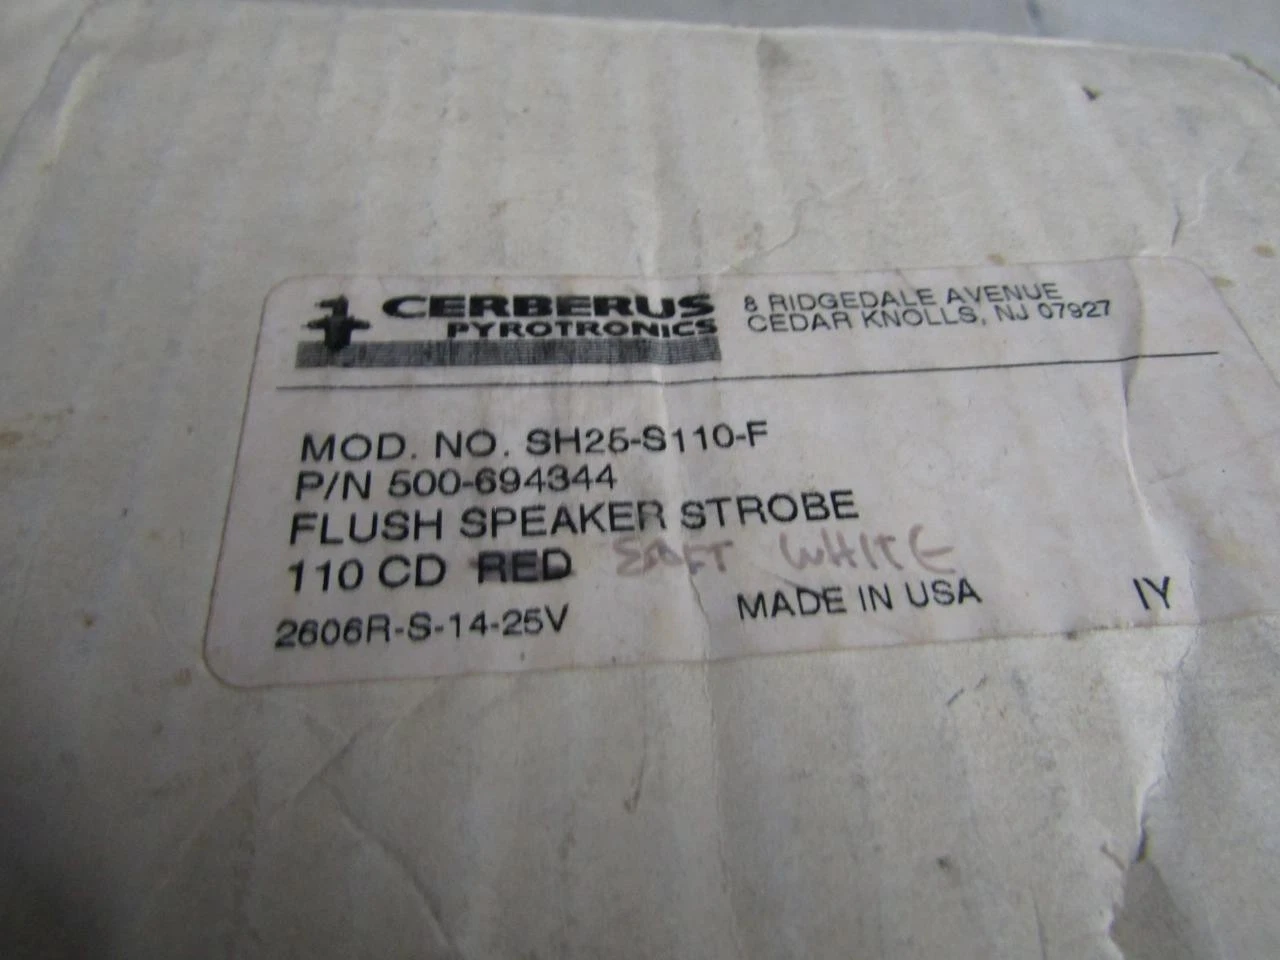 CERBERUS
PYROTRONICS
8 RIDGEDALE AVENUE
CEDAR KNOLLS, NJ 07927
MOD. NO. SH25-S110-F
P/N 500-694344
FLUSH SPEAKER STROBE
110 CD RED WHITE
2606R-S-14-25V MADE IN USA IY